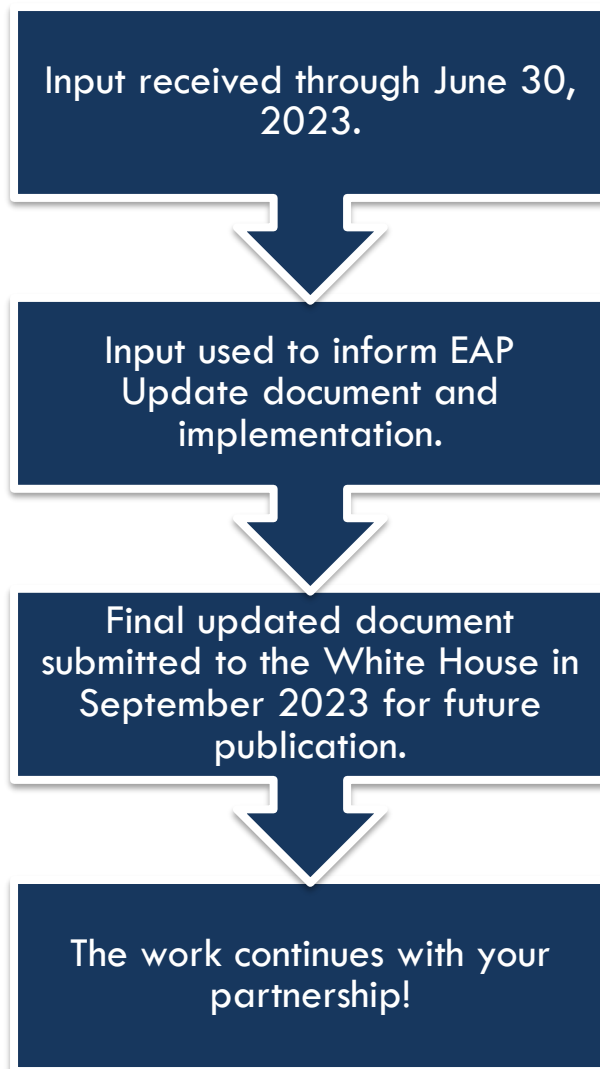 Input received through June 30,
2023.
Input used to inform EAP
Update document and
implementation.
Final updated document
submitted to the White House in
September 2023 for future
publication.
The work continues with your
partnership!